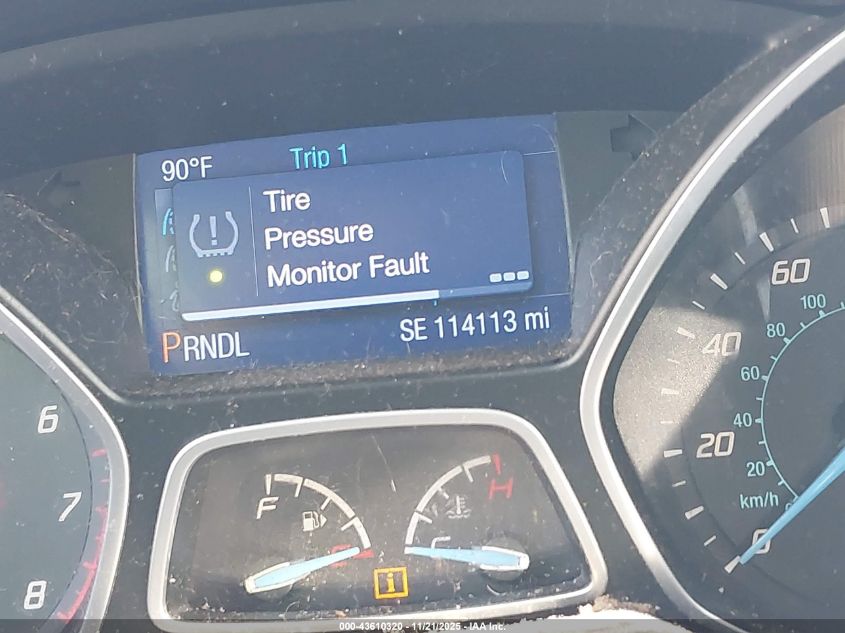 90°F Trip 1
Tire
Pressure
Monitor Fault
PRNDL SE 114113 mi
60
100
80
40
60
40
20
20
km/h
0
0
6
7
8
F
H
000-43610320 - 11/21/2025 - IAA Inc.